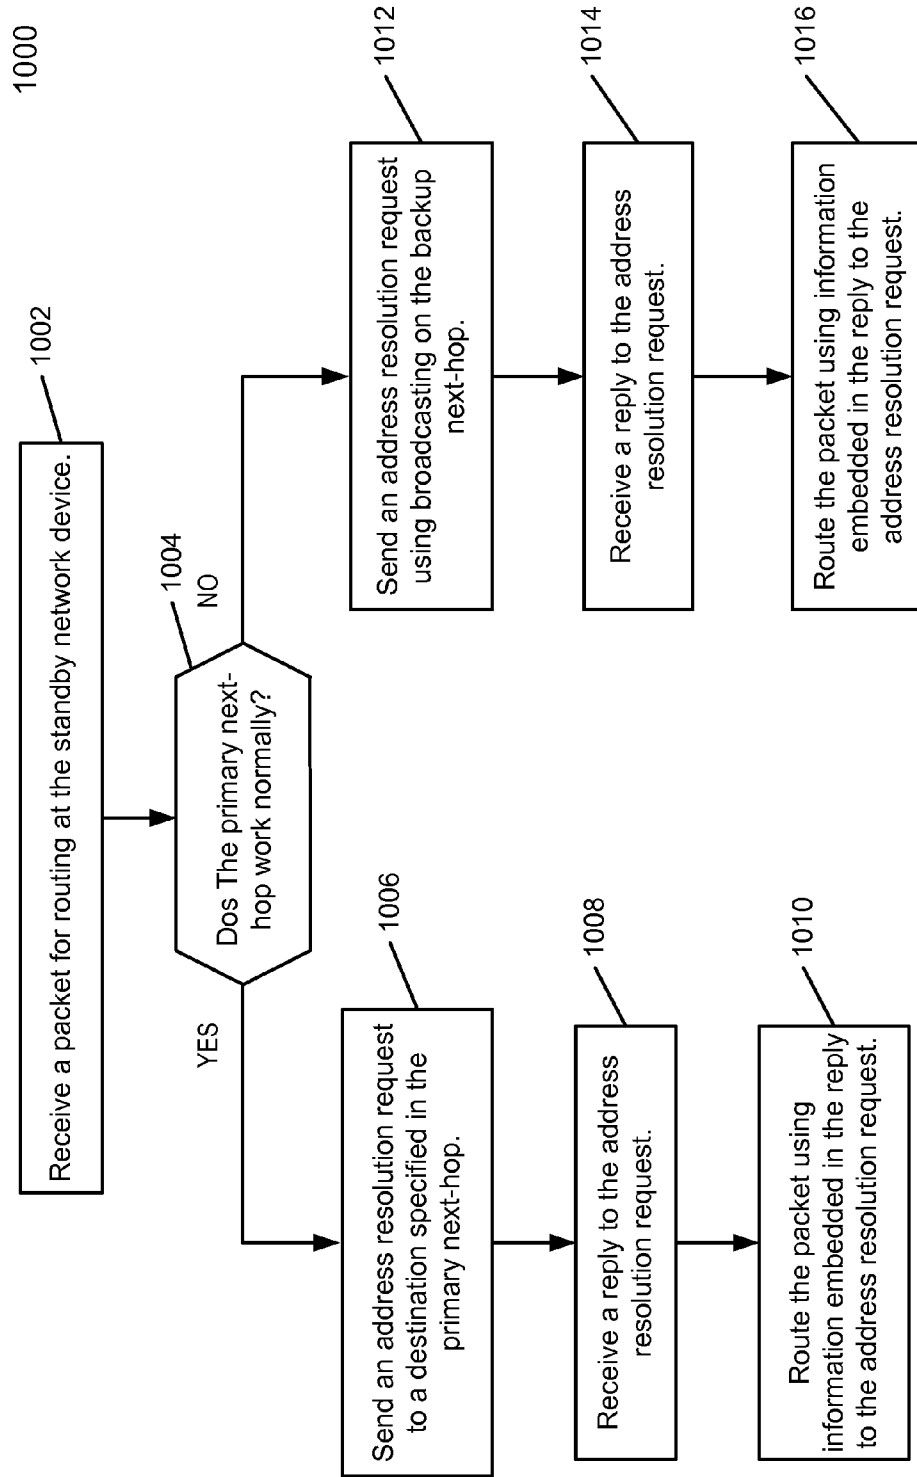 1000
Receive a packet for routing at the standby network device.
1002
Dos The primary next-
hop work normally?
1004
YES
NO
Send an address resolution request
to a destination specified in the
primary next-hop.
1006
Receive a reply to the address
resolution request.
1008
Route the packet using
information embedded in the reply
to the address resolution request.
1010
Send an address resolution request
using broadcasting on the backup
next-hop.
1012
Receive a reply to the address
resolution request.
1014
Route the packet using information
embedded in the reply to the
address resolution request.
1016